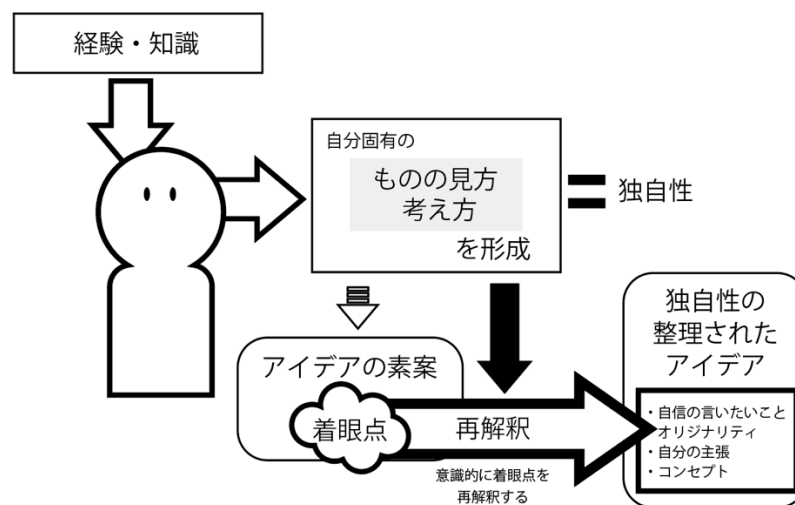 経験・知識
自分固有の
ものの見方
考え方
を形成
独自性
アイデアの素案
着眼点
再解釈
意識的に着眼点を
再解釈する
独自性の
整理された
アイデア
・自信の言いたいこと
オリジナリティ
・自分の主張
・コンセプト